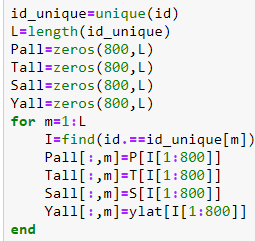 id_unique=unique(id)
L=length(id_unique)
Pall=zeros(800,L)
Tall=zeros(800,L)
Sall=zeros(800,L)
Yall=zeros(800,L)
for m=1:L
    I=find(id.==id_unique[m])
    Pall[:,m]=P[I[1:800]]
    Tall[:,m]=T[I[1:800]]
    Sall[:,m]=S[I[1:800]]
    Yall[:,m]=ylat[I[1:800]]
end